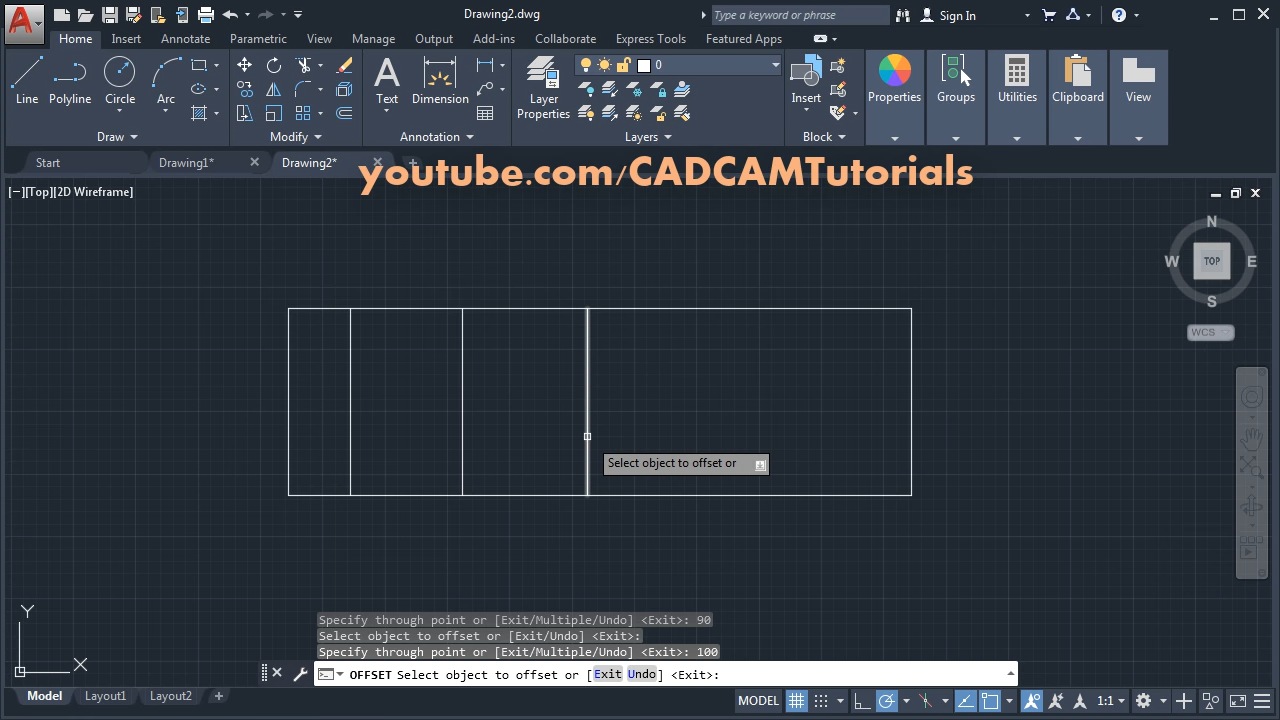 Drawing2.dwg
Type a keyword or phrase
Sign In
Home Insert Annotate Parametric View Manage Output Add-ins Collaborate Express Tools Featured Apps
Line Polyline Circle Arc
Text Dimension
Layer Properties
0
Insert
Properties Groups Utilities Clipboard View
Draw Modify Annotation Layers Block
Start Drawing1* Drawing2*
youtube.com/CADCAMTutorials
[−][Top][2D Wireframe]
N
W TOP E
S
WCS
Select object to offset or
Specify through point or [Exit/Multiple/Undo] <Exit>: 90
Select object to offset or [Exit/Undo] <Exit>:
Specify through point or [Exit/Multiple/Undo] <Exit>: 100
OFFSET Select object to offset or [Exit Undo] <Exit>:
Y
X
Model Layout1 Layout2
MODEL
1:1